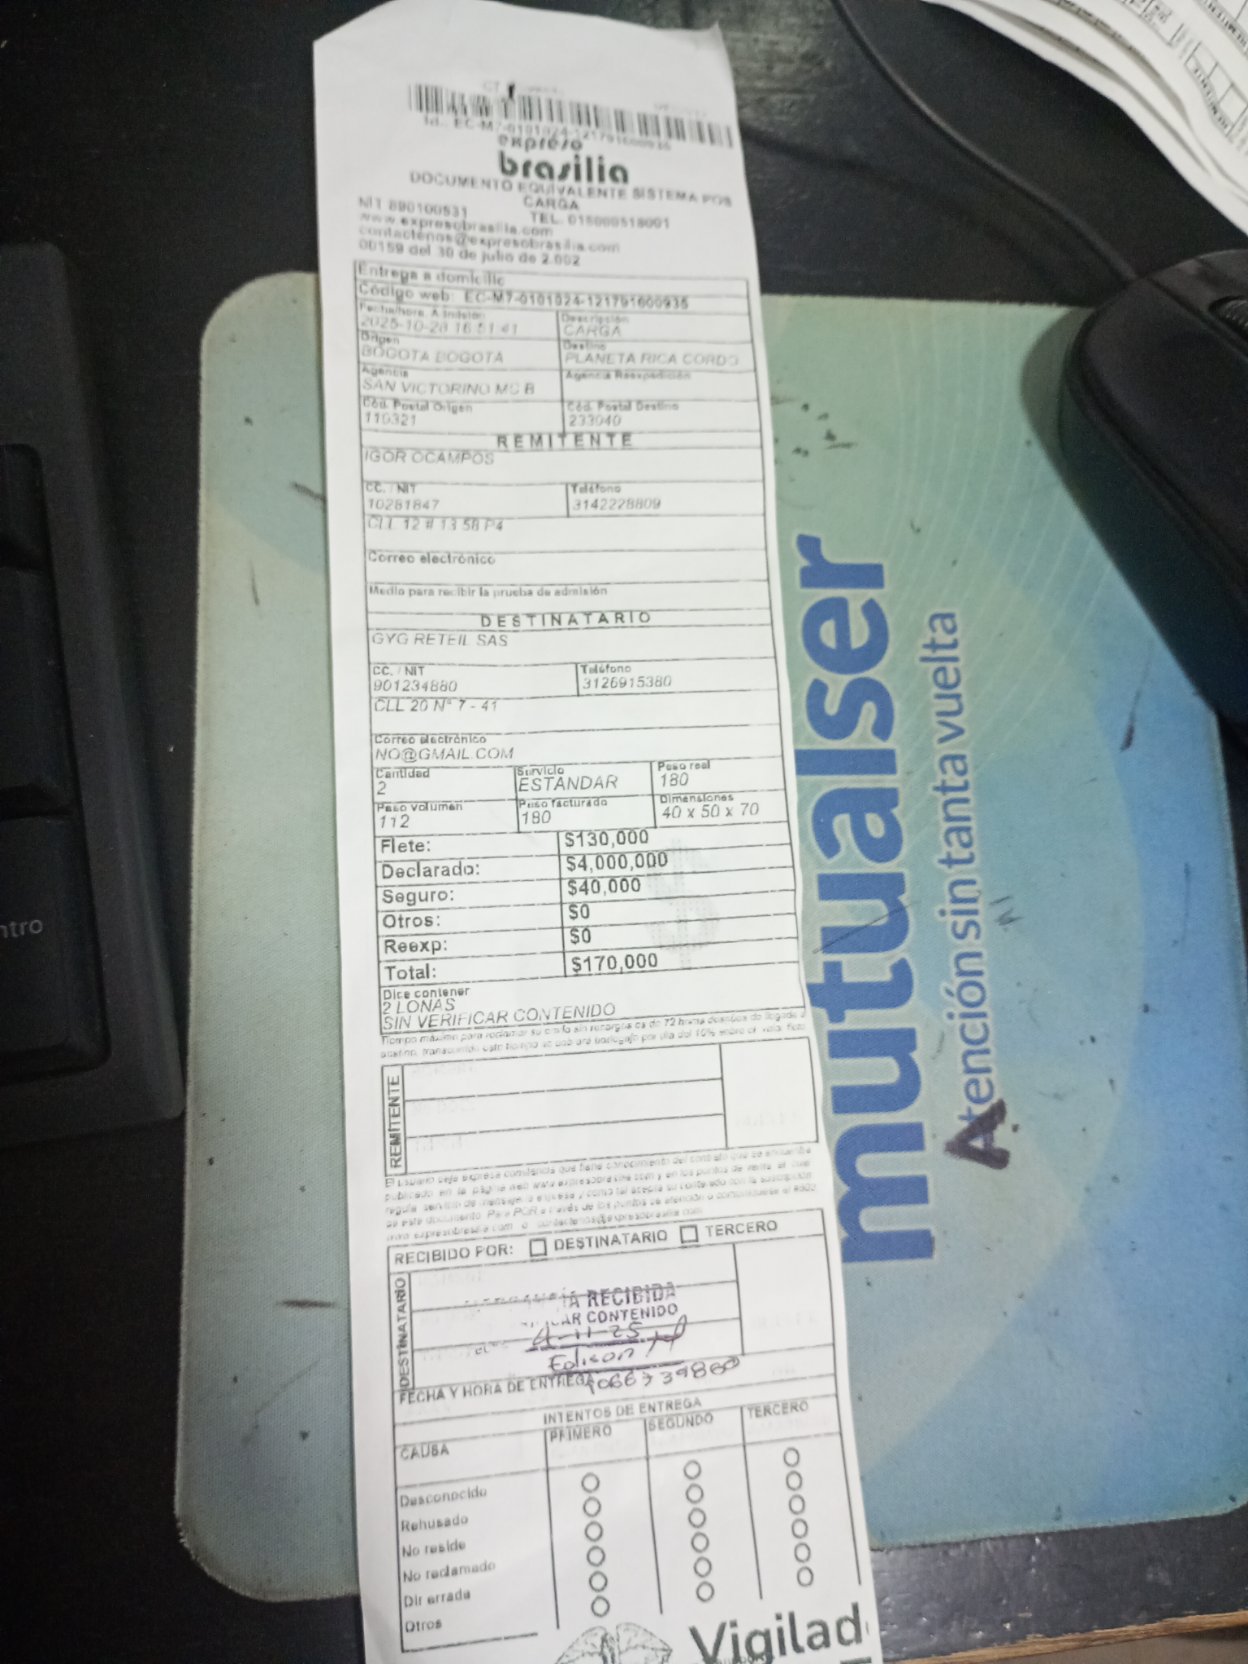 expreso
brasilia
DOCUMENTO EQUIVALENTE SISTEMA POS
CARGA
NIT 890100531 TEL. 018000518001
www.expresobrasilia.com
contactenos@expresobrasilia.com
00159 del 30 de julio de 2.002
Entrega a domicilio
Código web: EC-M7-0101024-121791600935
Fecha/hora Admisión Descripción
2025-10-28 16:51:41 CARGA
Origen Destino
BOGOTA BOGOTA PLANETA RICA CORDO
Agencia Agencia Reexpedición
SAN VICTORINO MC B
Cód. Postal Origen Cód. Postal Destino
110321 233040
REMITENTE
IGOR OCAMPOS
CC. / NIT Teléfono
10281847 3142228809
CLL 12 # 13 58 P4
Correo electrónico
Medio para recibir la prueba de admisión
DESTINATARIO
GYG RETEIL SAS
CC. / NIT Teléfono
901234880 3126915380
CLL 20 N° 7 - 41
Correo electrónico
NO@GMAIL.COM
Cantidad Servicio Peso real
2 ESTANDAR 180
Peso volumen Peso facturado Dimensiones
112 180 40 x 50 x 70
Flete: $130,000
Declarado: $4,000,000
Seguro: $40,000
Otros: $0
Reexp: $0
Total: $170,000
Dice contener
2 LONAS
SIN VERIFICAR CONTENIDO
REMITENTE
RECIBIDO POR: DESTINATARIO TERCERO
DESTINATARIO
RECIBIDA
CONTENIDO
4-11-25
Edison
FECHA Y HORA DE ENTREGA
INTENTOS DE ENTREGA
CAUSA PRIMERO SEGUNDO TERCERO
Desconocido
Rehusado
No reside
No reclamado
Dir errada
Otros
Vigilad
mutualser
Atención sin tanta vuelta
ntro